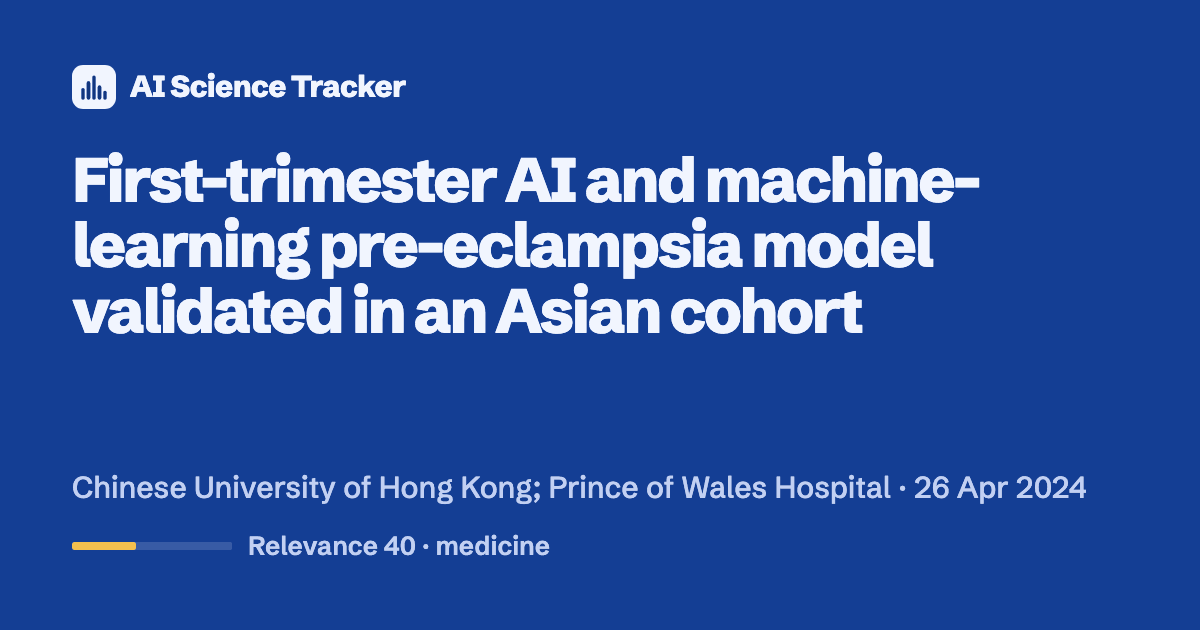 AI Science Tracker
First-trimester AI and machine-
learning pre-eclampsia model
validated in an Asian cohort
Chinese University of Hong Kong; Prince of Wales Hospital · 26 Apr 2024
Relevance 40 · medicine